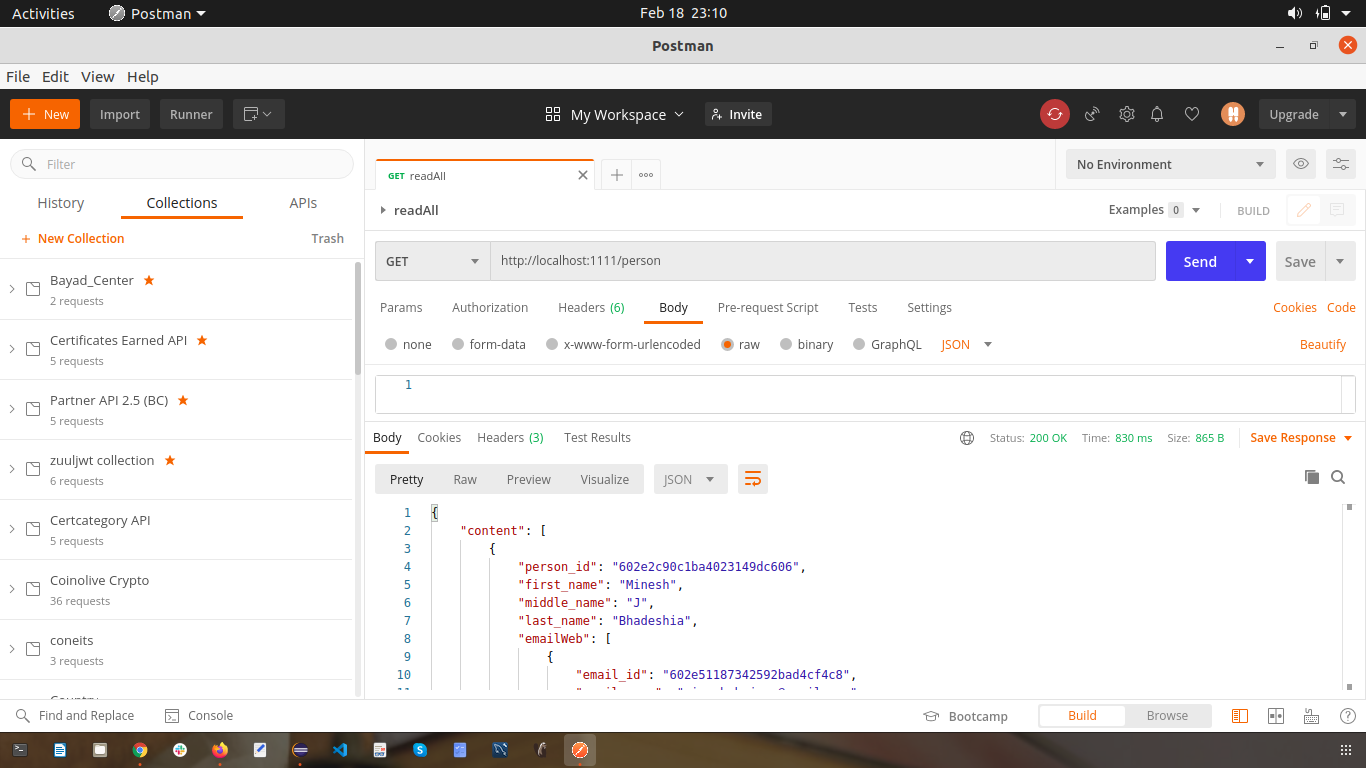 Activities Postman Feb 18 23:10
Postman
File Edit View Help
+ New Import Runner My Workspace Invite Upgrade
Filter
History Collections APIs
+ New Collection Trash
Bayad_Center
2 requests
Certificates Earned API
5 requests
Partner API 2.5 (BC)
5 requests
zuuljwt collection
6 requests
Certcategory API
5 requests
Coinolive Crypto
36 requests
coneits
3 requests
Country
GET readAll No Environment
readAll Examples 0 BUILD
GET http://localhost:1111/person Send Save
Params Authorization Headers (6) Body Pre-request Script Tests Settings Cookies Code
none form-data x-www-form-urlencoded raw binary GraphQL JSON Beautify
1
Body Cookies Headers (3) Test Results Status: 200 OK Time: 830 ms Size: 865 B Save Response
Pretty Raw Preview Visualize JSON
1 {
2 "content": [
3 {
4 "person_id": "602e2c90c1ba4023149dc606",
5 "first_name": "Minesh",
6 "middle_name": "J",
7 "last_name": "Bhadeshia",
8 "emailWeb": [
9 {
10 "email_id": "602e51187342592bad4cf4c8",
11
Find and Replace Console Bootcamp Build Browse